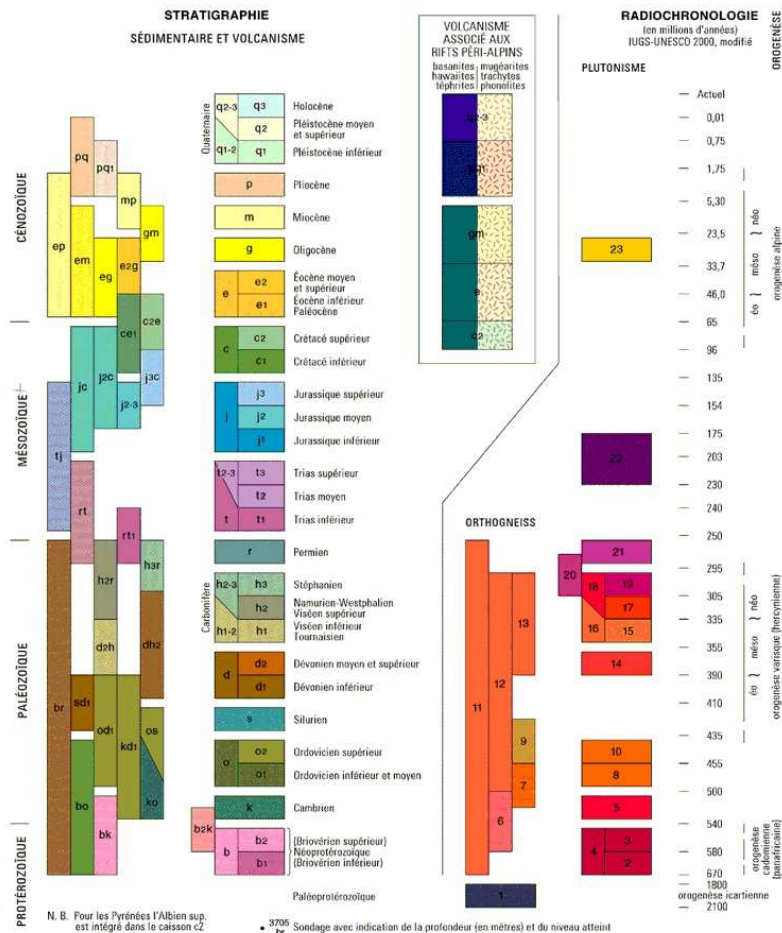 STRATIGRAPHIE
SÉDIMENTAIRE ET VOLCANISME
VOLCANISME
ASSOCIÉ AUX
RIFTS PÉRI-ALPINS
basanites
hawaiites
téphrites
mugéarites
trachytes
phonolites
RADIOCHRONOLOGIE
(en millions d'années)
IUGS-UNESCO 2000, modifié
PLUTONISME
OROGENÈSE
CÉNOZOÏQUE
MÉSOZOÏQUE
PALÉOZOÏQUE
PROTÉROZOÏQUE
pq
pq1
mp
gm
ep
em
eg
e2g
ce1
c2e
jc
j2c
j3c
j2-3
tj
rt
rt1
h2r
h3r
d2h
dh2
br
sd1
od1
kd1
os
ko
bo
bk
b2k
Quaternaire
q2-3
q3
Holocène
q2
Pléistocène moyen
et supérieur
q1-2
q1
Pléistocène inférieur
p
Pliocène
m
Miocène
g
Oligocène
e
e2
Éocène moyen
et supérieur
e1
Éocène inférieur
Paléocène
c
c2
Crétacé supérieur
c1
Crétacé inférieur
j
j3
Jurassique supérieur
j2
Jurassique moyen
j1
Jurassique inférieur
t2-3
t3
Trias supérieur
t2
Trias moyen
t
t1
Trias inférieur
r
Permien
Carbonifère
h2-3
h3
Stéphanien
h2
Namurien-Westphalien
Viséen supérieur
h1-2
h1
Viséen inférieur
Tournaisien
d
d2
Dévonien moyen et supérieur
d1
Dévonien inférieur
s
Silurien
o
o2
Ordovicien supérieur
o1
Ordovicien inférieur et moyen
k
Cambrien
b
b2
(Briovérien supérieur)
Néoprotérozoïque
b1
(Briovérien inférieur)
Paléoprotérozoïque
q2-3
pq1
gm
e
c2
ORTHOGNEISS
11
12
13
9
7
6
1
23
22
21
20
18
19
17
16
15
14
10
8
5
4
3
2
Actuel
0,01
0,75
1,75
5,30
23,5
33,7
46,0
65
96
135
154
175
203
230
240
250
295
305
335
355
390
410
435
455
500
540
580
670
1800
2100
éo } méso } néo
orogenèse alpine
éo } méso } néo
orogenèse varisque (hercynienne)
orogenèse
cadomienne
(panafricaine)
orogenèse icartienne
N. B. Pour les Pyrénées l'Albien sup.
est intégré dans le caisson c2
• 3705
br
Sondage avec indication de la profondeur (en mètres) et du niveau atteint